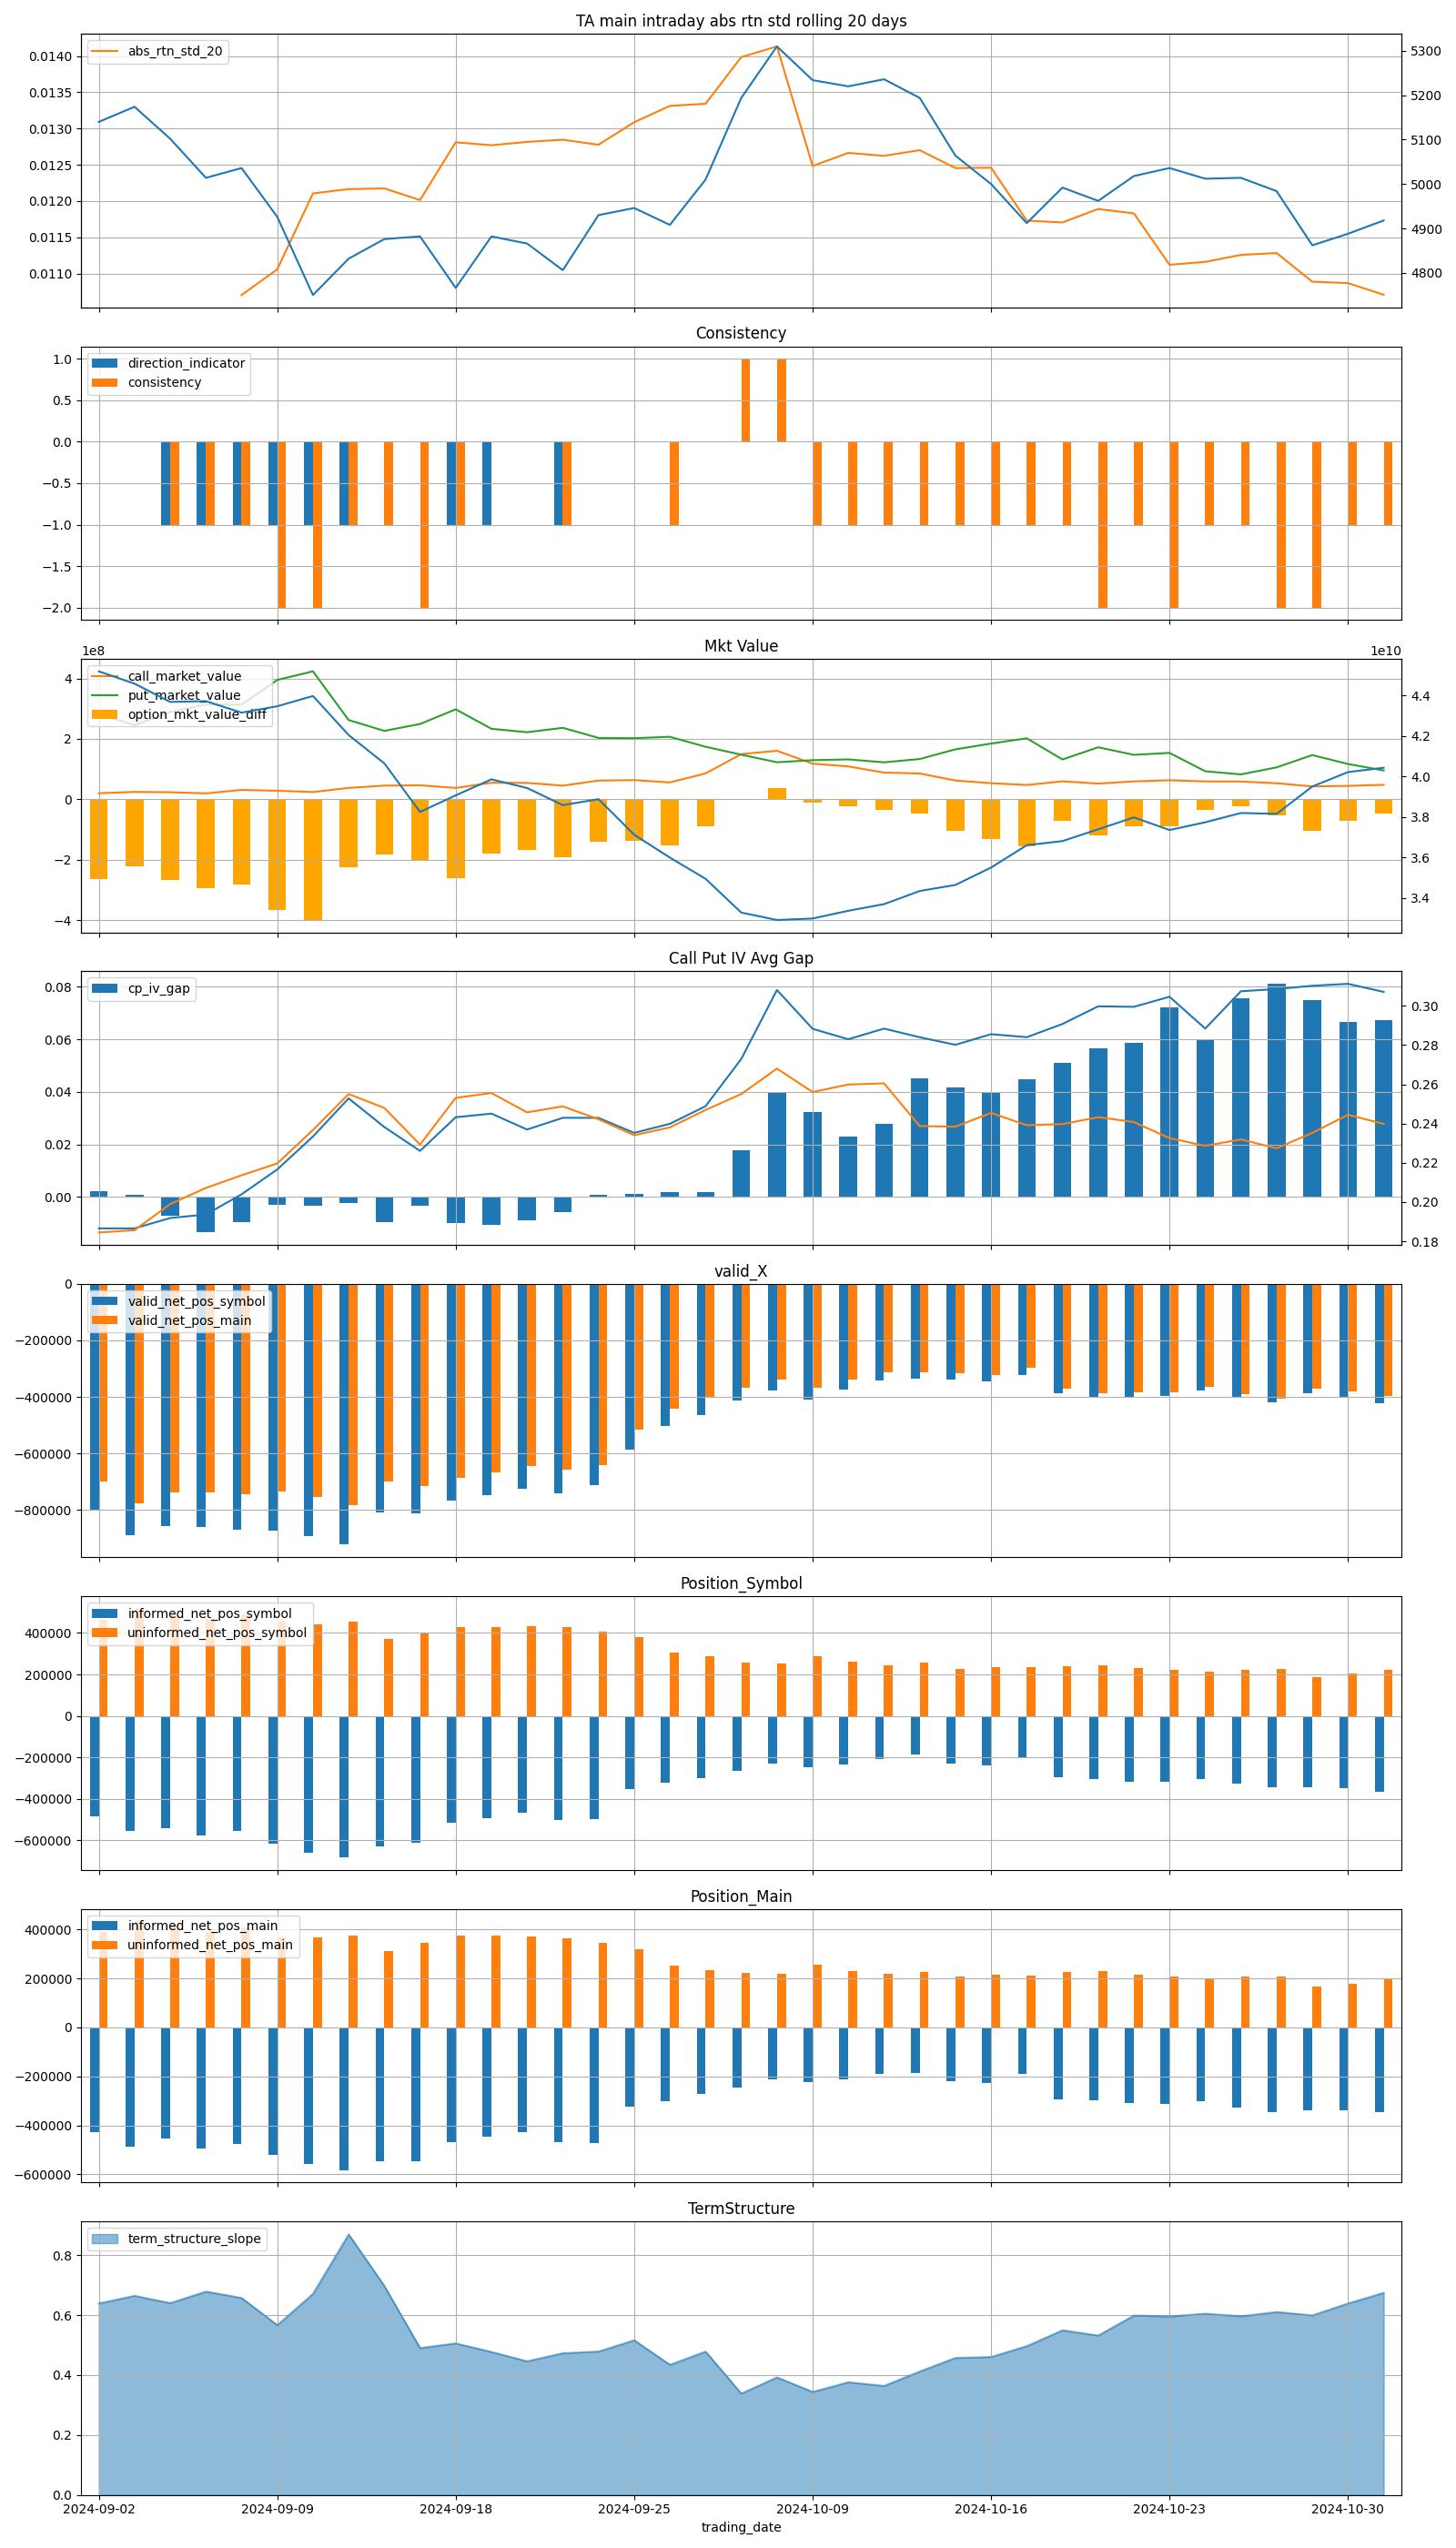 TA main intraday abs rtn std rolling 20 days
abs_rtn_std_20
0.0140
0.0135
0.0130
0.0125
0.0120
0.0115
0.0110
5300
5200
5100
5000
4900
4800
Consistency
direction_indicator
consistency
1.0
0.5
0.0
−0.5
−1.0
−1.5
−2.0
Mkt Value
1e8
1e10
call_market_value
put_market_value
option_mkt_value_diff
4
2
0
−2
−4
4.4
4.2
4.0
3.8
3.6
3.4
Call Put IV Avg Gap
cp_iv_gap
0.08
0.06
0.04
0.02
0.00
0.30
0.28
0.26
0.24
0.22
0.20
0.18
valid_X
valid_net_pos_symbol
valid_net_pos_main
0
−200000
−400000
−600000
−800000
Position_Symbol
informed_net_pos_symbol
uninformed_net_pos_symbol
400000
200000
0
−200000
−400000
−600000
Position_Main
informed_net_pos_main
uninformed_net_pos_main
400000
200000
0
−200000
−400000
−600000
TermStructure
term_structure_slope
0.8
0.6
0.4
0.2
0.0
2024-09-02
2024-09-09
2024-09-18
2024-09-25
2024-10-09
2024-10-16
2024-10-23
2024-10-30
trading_date